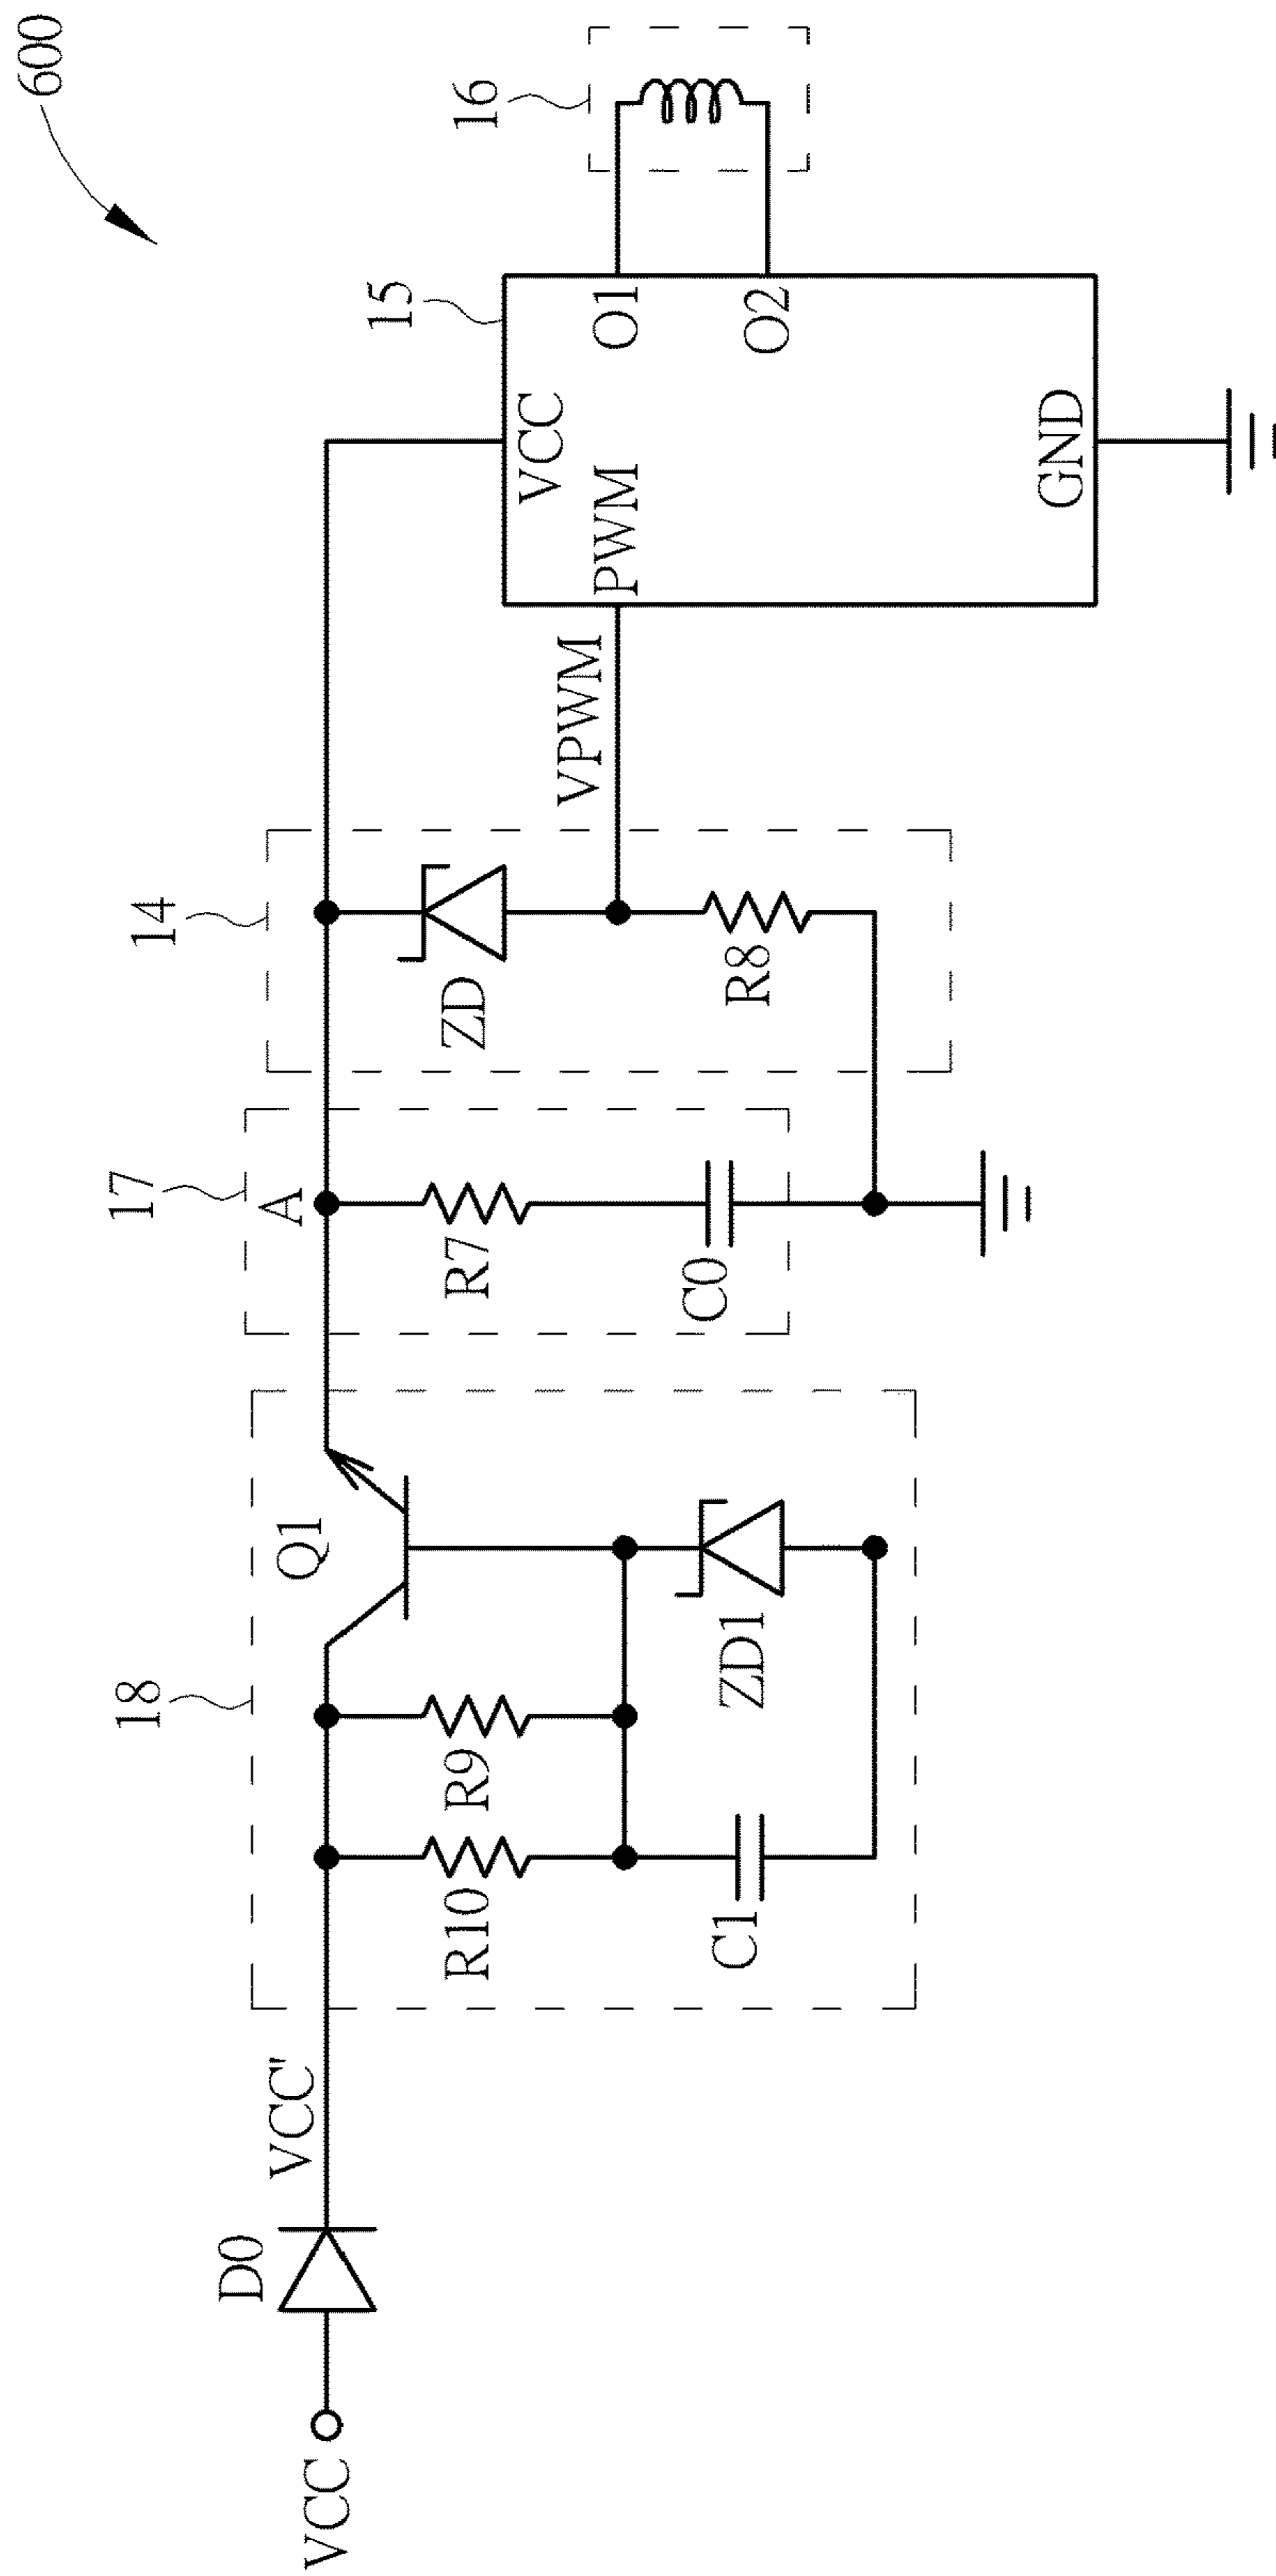 600
VCC
D0
VCC"
18
R10
R9
Q1
C1
ZD1
17
A
R7
C0
14
ZD
R8
VPWM
15
VCC
PWM
O1
O2
GND
16